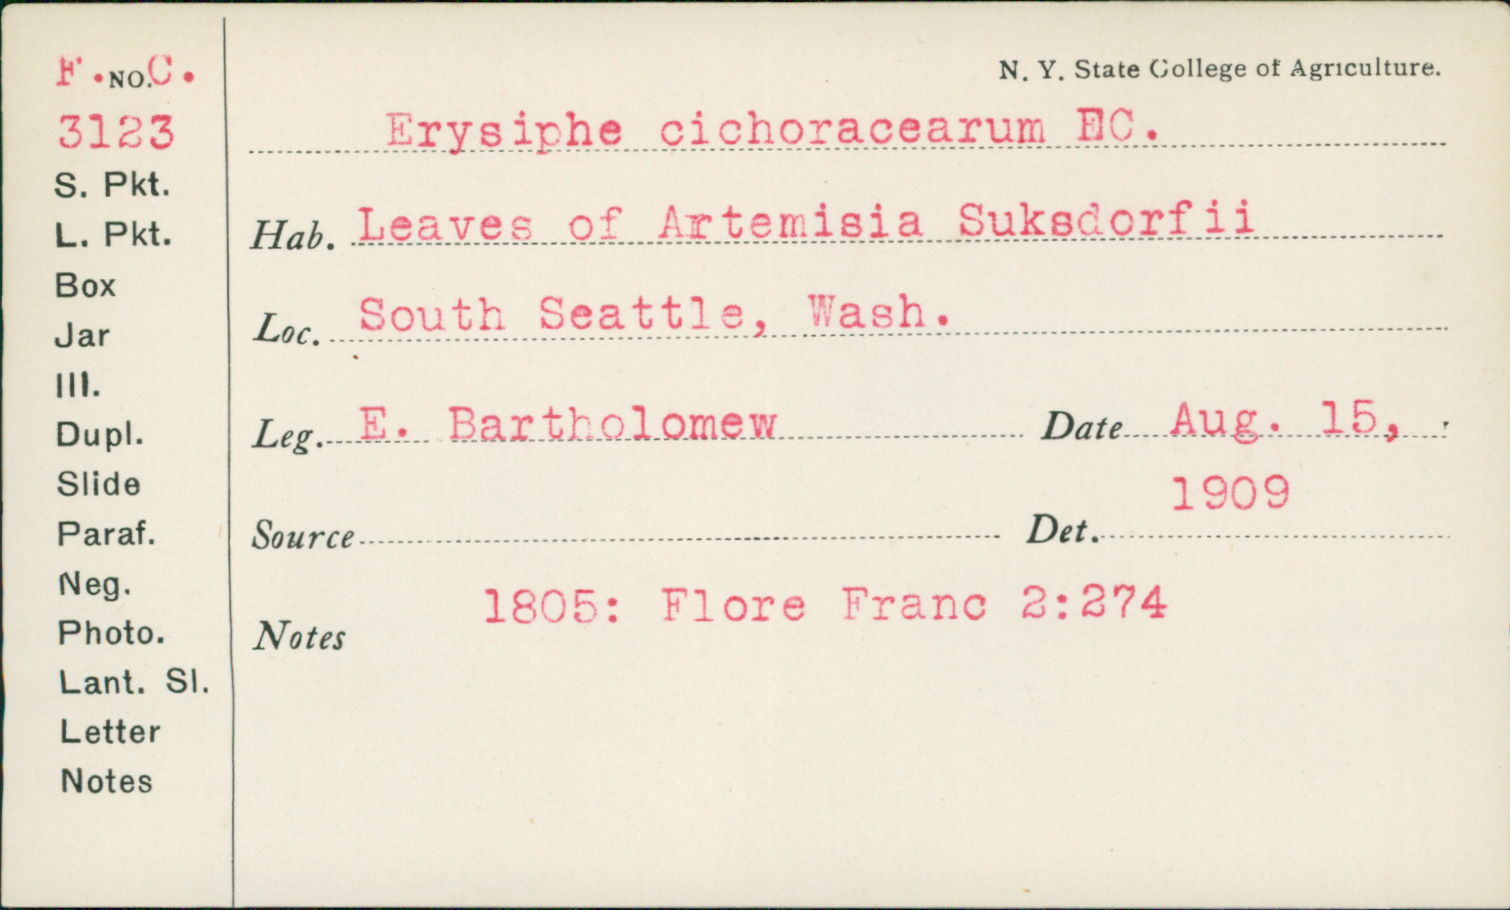 F. NO. C.
3123
S. Pkt.
L. Pkt.
Box
Jar
Ill.
Dupl.
Slide
Paraf.
Neg.
Photo.
Lant. Sl.
Letter
Notes
N. Y. State College of Agriculture.
Erysiphe cichoracearum DC.
Hab. Leaves of Artemisia Suksdorfii
Loc. South Seattle, Wash.
Leg. E. Bartholomew Date Aug. 15,
1909
Source Det.
1805: Flore Franc 2:274
Notes